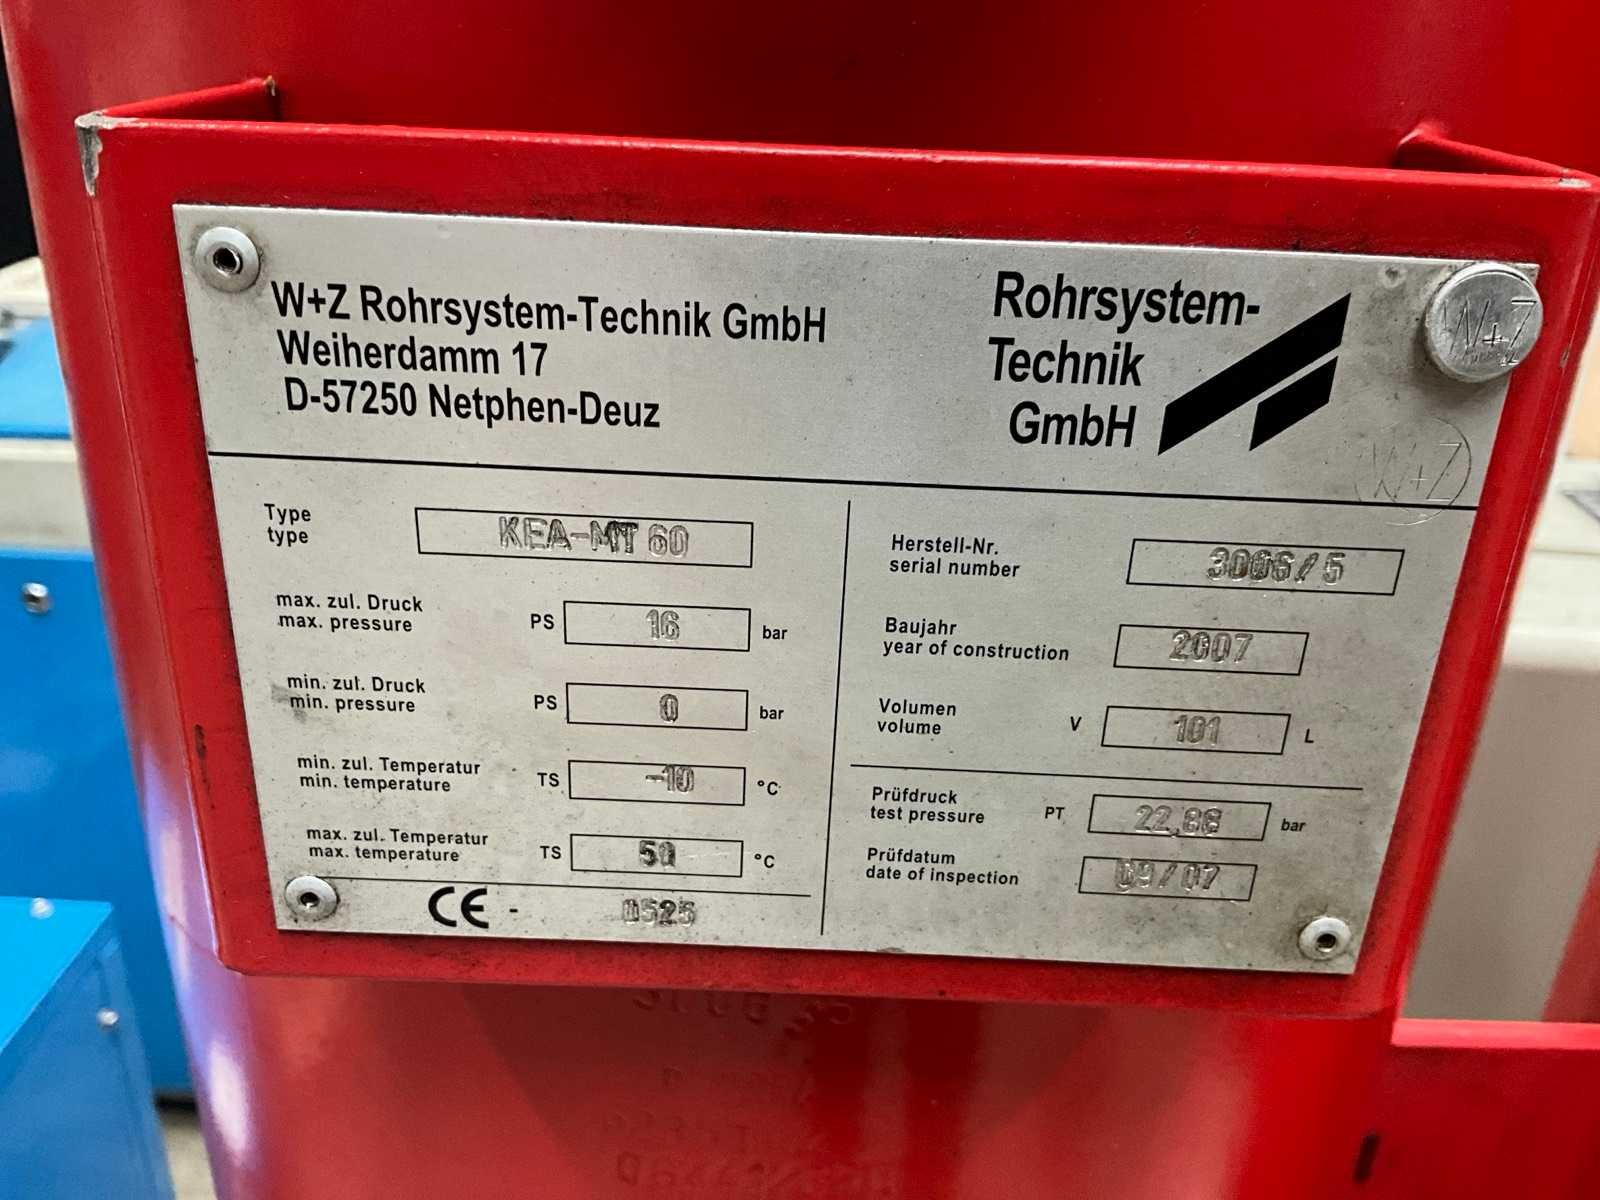 W+Z Rohrsystem-Technik GmbH
Weiherdamm 17
D-57250 Netphen-Deuz
Rohrsystem-
Technik
GmbH
W+Z
W+Z
Type
type
KEA-MT 60
max. zul. Druck
max. pressure
PS 16 bar
min. zul. Druck
min. pressure
PS 0 bar
min. zul. Temperatur
min. temperature
TS -10 °C
max. zul. Temperatur
max. temperature
TS 50 °C
CE - 0525
Herstell-Nr.
serial number
3006/5
Baujahr
year of construction
2007
Volumen
volume
V 101 L
Prüfdruck
test pressure
PT 22,88 bar
Prüfdatum
date of inspection
09/07